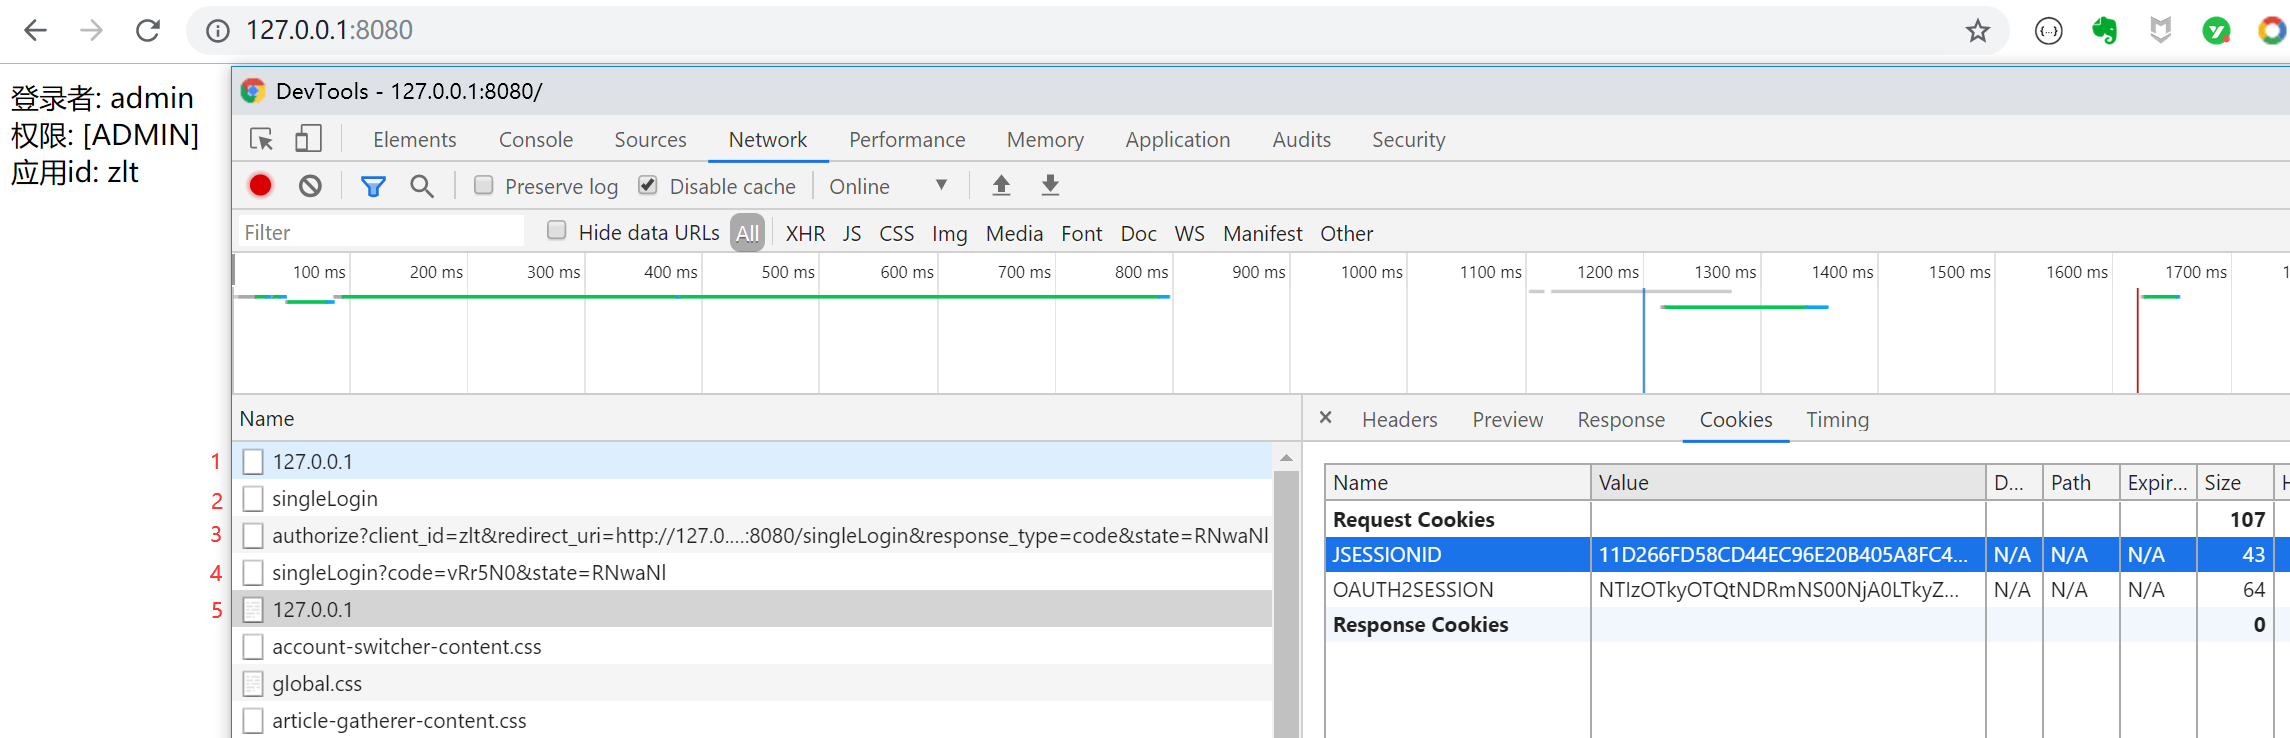 127.0.0.1:8080
登录者: admin
权限: [ADMIN]
应用id: zlt
DevTools - 127.0.0.1:8080/
Elements Console Sources Network Performance Memory Application Audits Security
Preserve log Disable cache Online
Filter Hide data URLs All XHR JS CSS Img Media Font Doc WS Manifest Other
100 ms 200 ms 300 ms 400 ms 500 ms 600 ms 700 ms 800 ms 900 ms 1000 ms 1100 ms 1200 ms 1300 ms 1400 ms 1500 ms 1600 ms 1700 ms 1
Name
1 127.0.0.1
2 singleLogin
3 authorize?client_id=zlt&redirect_uri=http://127.0....:8080/singleLogin&response_type=code&state=RNwaNl
4 singleLogin?code=vRr5N0&state=RNwaNl
5 127.0.0.1
account-switcher-content.css
global.css
article-gatherer-content.css
× Headers Preview Response Cookies Timing
Name Value D... Path Expir... Size H
Request Cookies 107
JSESSIONID 11D266FD58CD44EC96E20B405A8FC4... N/A N/A N/A 43
OAUTH2SESSION NTIzOTkyOTQtNDRmNS00NjA0LTkyZ... N/A N/A N/A 64
Response Cookies 0